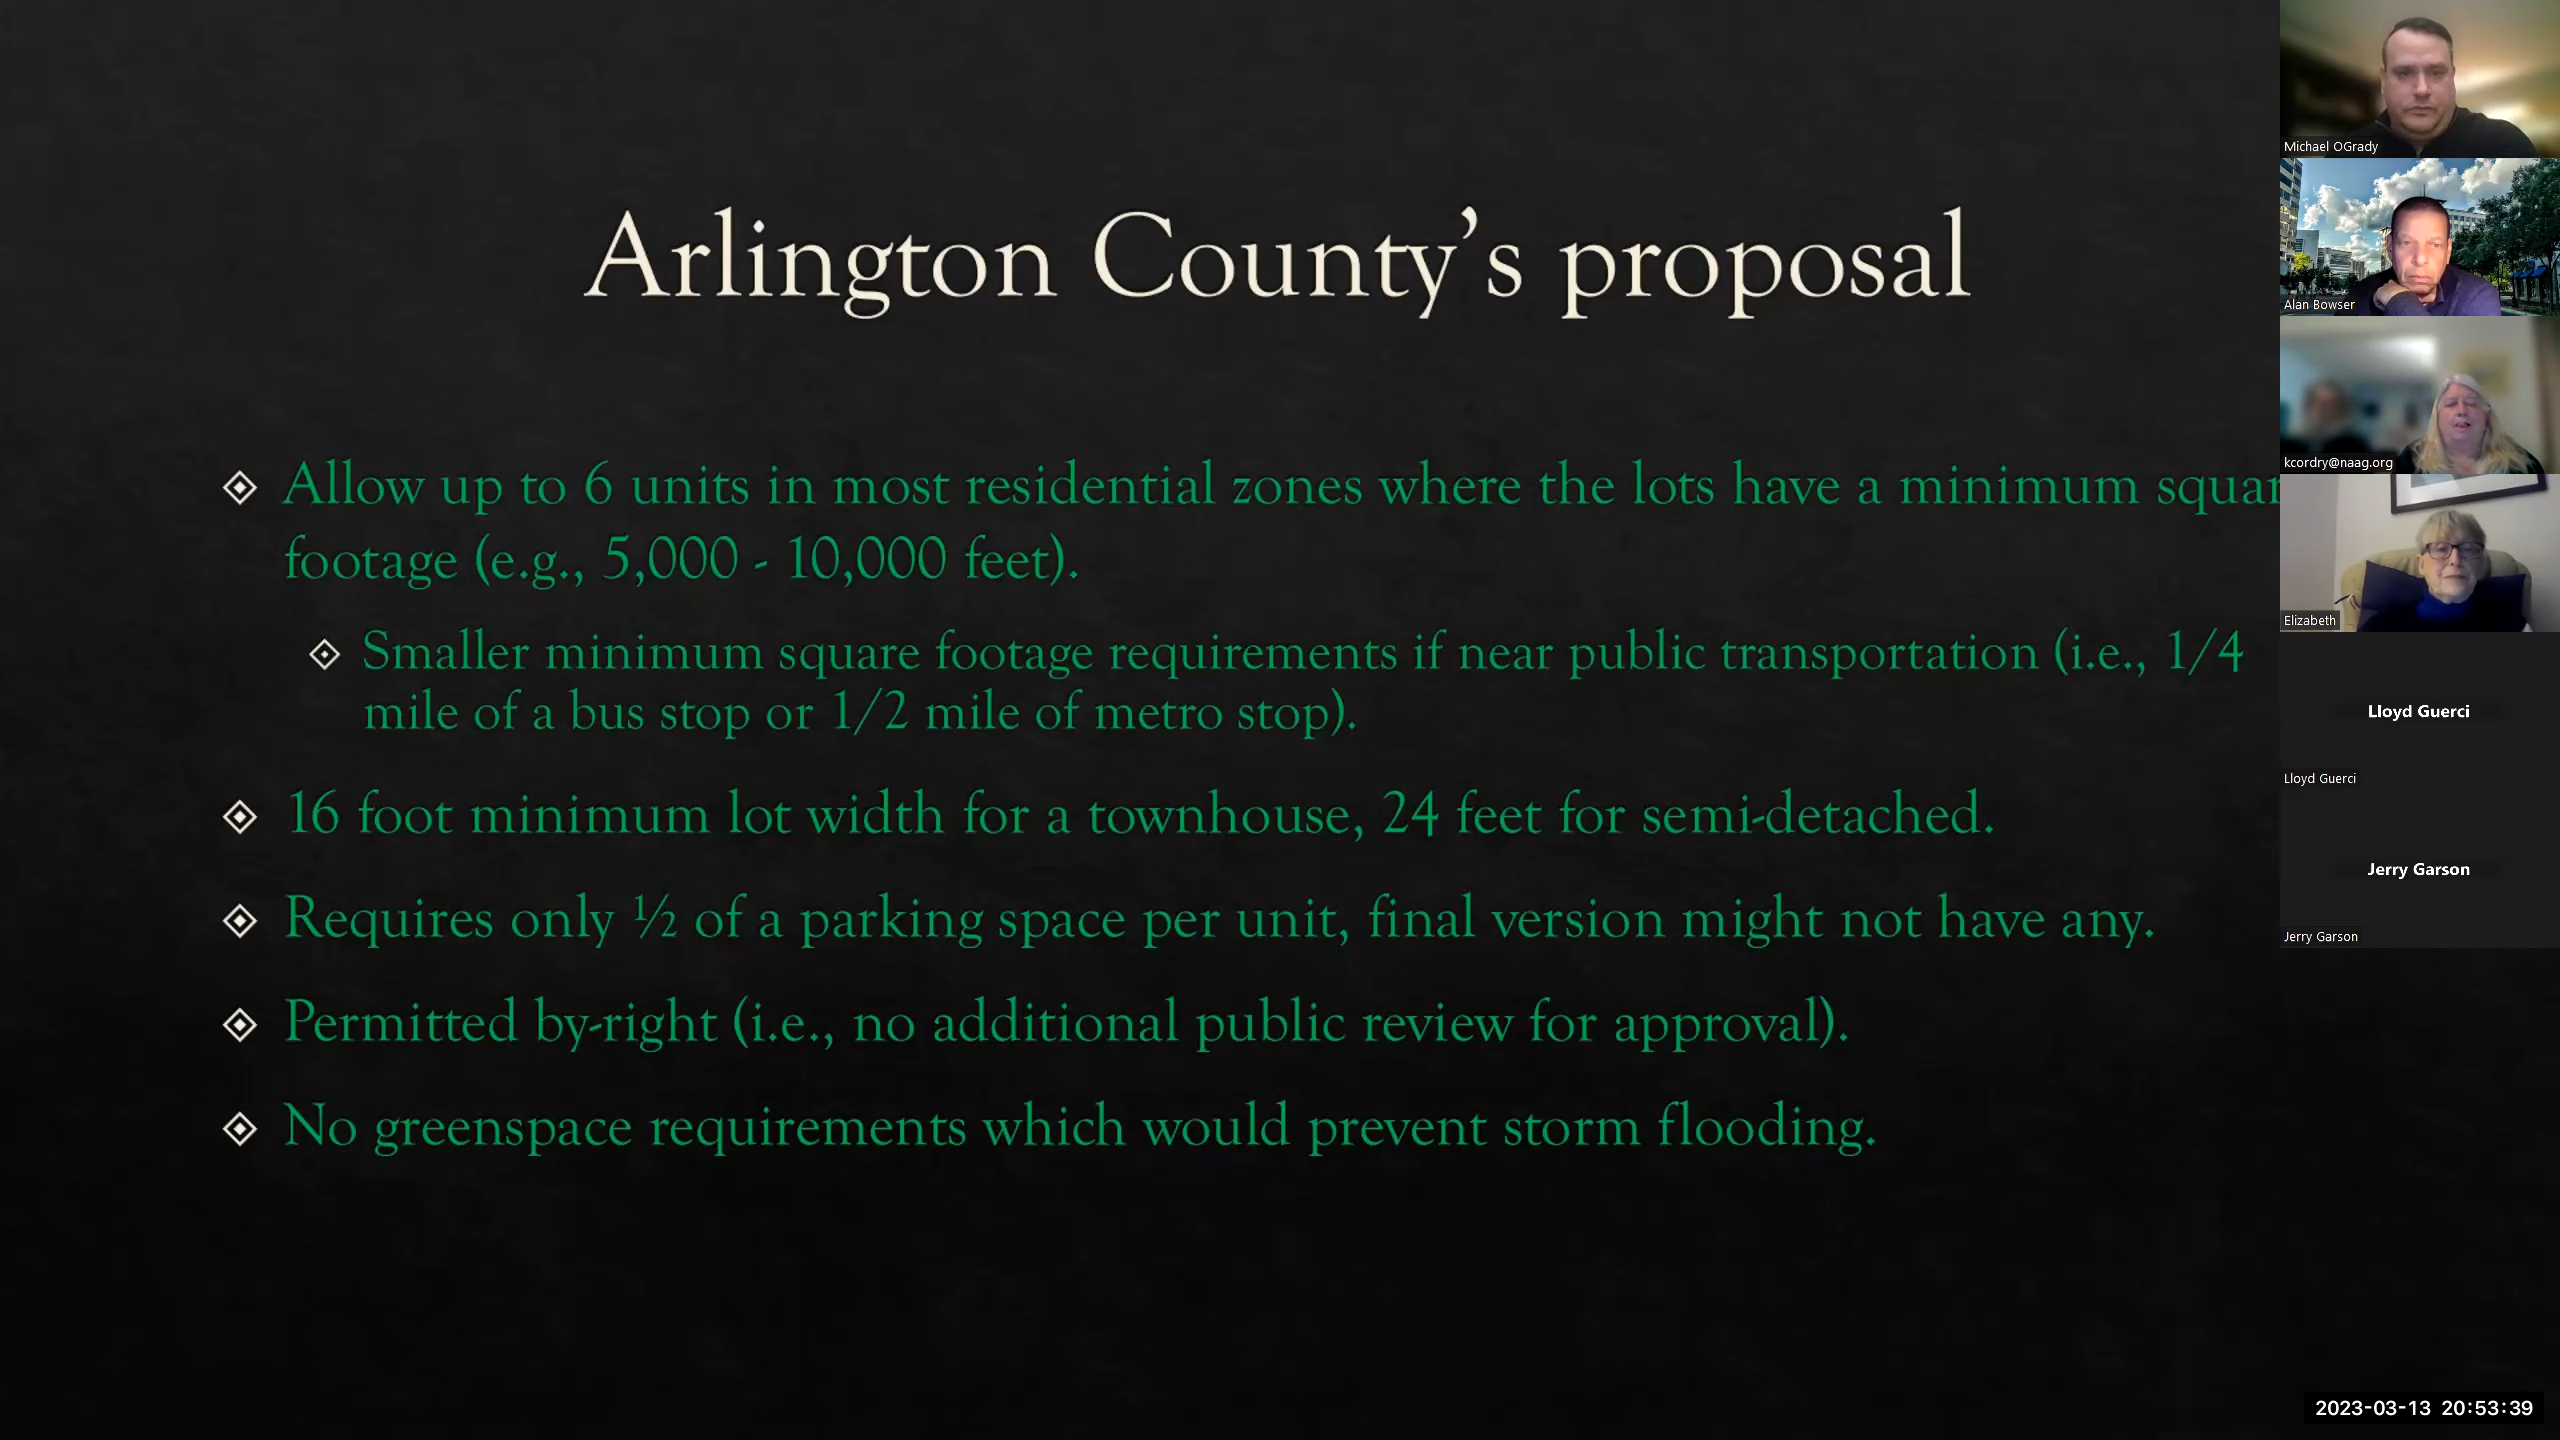 Arlington County’s proposal
Allow up to 6 units in most residential zones where the lots have a minimum squar
footage (e.g., 5,000 - 10,000 feet).
Smaller minimum square footage requirements if near public transportation (i.e., 1/4
mile of a bus stop or 1/2 mile of metro stop).
16 foot minimum lot width for a townhouse, 24 feet for semi-detached.
Requires only ½ of a parking space per unit, final version might not have any.
Permitted by-right (i.e., no additional public review for approval).
No greenspace requirements which would prevent storm flooding.
Michael OGrady
Alan Bowser
kcordry@naag.org
Elizabeth
Lloyd Guerci
Lloyd Guerci
Jerry Garson
Jerry Garson
2023-03-13 20:53:39